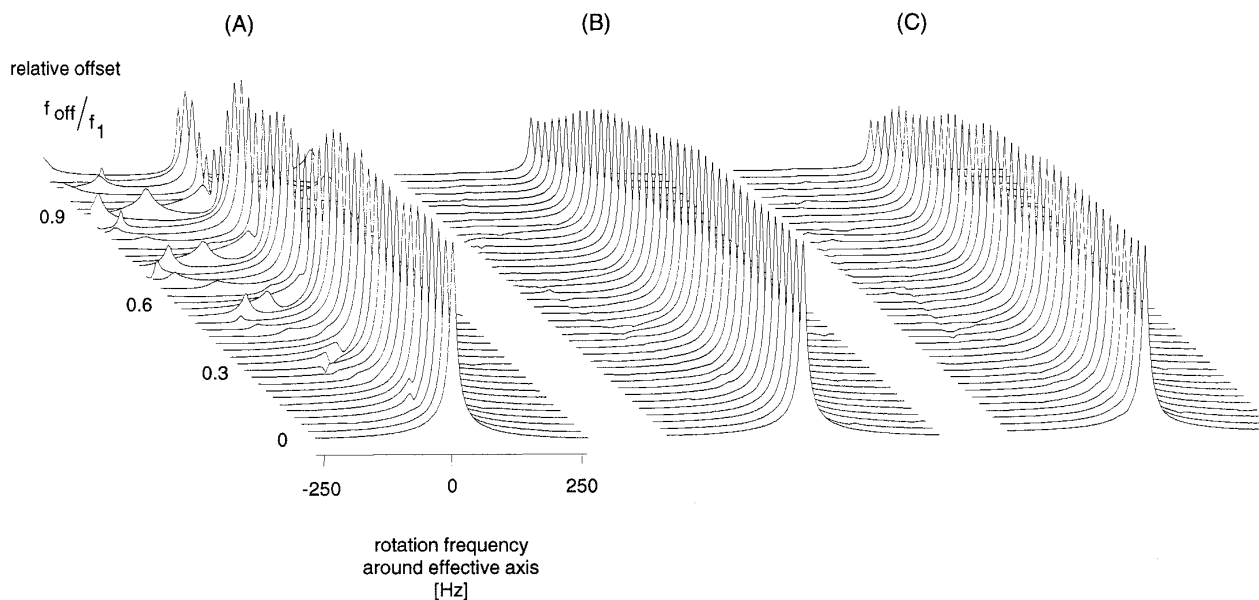 (A)
(B)
(C)
relative offset
f off / f 1
0.9
0.6
0.3
0
-250
0
250
rotation frequency
around effective axis
[Hz]